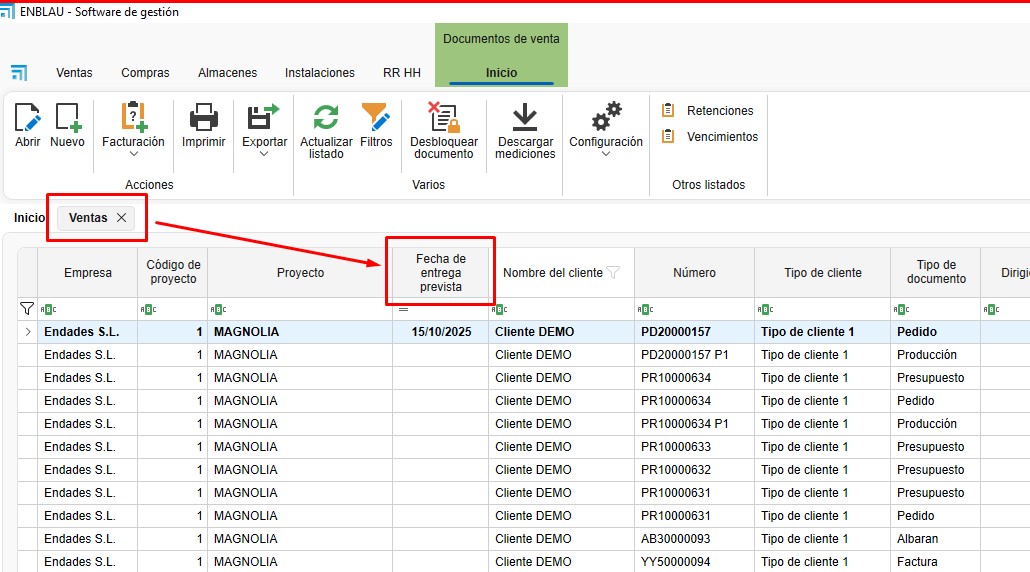 ENBLAU - Software de gestión
Documentos de venta
Ventas Compras Almacenes Instalaciones RR HH Inicio
Abrir Nuevo Facturación Imprimir Exportar Actualizar listado Filtros Desbloquear documento Descargar mediciones Configuración
Retenciones
Vencimientos
Acciones Varios Otros listados
Inicio Ventas
Empresa Código de proyecto Proyecto Fecha de entrega prevista Nombre del cliente Número Tipo de cliente Tipo de documento Dirigi
Endades S.L. 1 MAGNOLIA 15/10/2025 Cliente DEMO PD20000157 Tipo de cliente 1 Pedido
Endades S.L. 1 MAGNOLIA Cliente DEMO PD20000157 P1 Tipo de cliente 1 Producción
Endades S.L. 1 MAGNOLIA Cliente DEMO PR10000634 Tipo de cliente 1 Presupuesto
Endades S.L. 1 MAGNOLIA Cliente DEMO PR10000634 Tipo de cliente 1 Pedido
Endades S.L. 1 MAGNOLIA Cliente DEMO PR10000634 P1 Tipo de cliente 1 Producción
Endades S.L. 1 MAGNOLIA Cliente DEMO PR10000633 Tipo de cliente 1 Presupuesto
Endades S.L. 1 MAGNOLIA Cliente DEMO PR10000632 Tipo de cliente 1 Presupuesto
Endades S.L. 1 MAGNOLIA Cliente DEMO PR10000631 Tipo de cliente 1 Presupuesto
Endades S.L. 1 MAGNOLIA Cliente DEMO PR10000631 Tipo de cliente 1 Pedido
Endades S.L. 1 MAGNOLIA Cliente DEMO AB30000093 Tipo de cliente 1 Albaran
Endades S.L. 1 MAGNOLIA Cliente DEMO YY50000094 Tipo de cliente 1 Factura